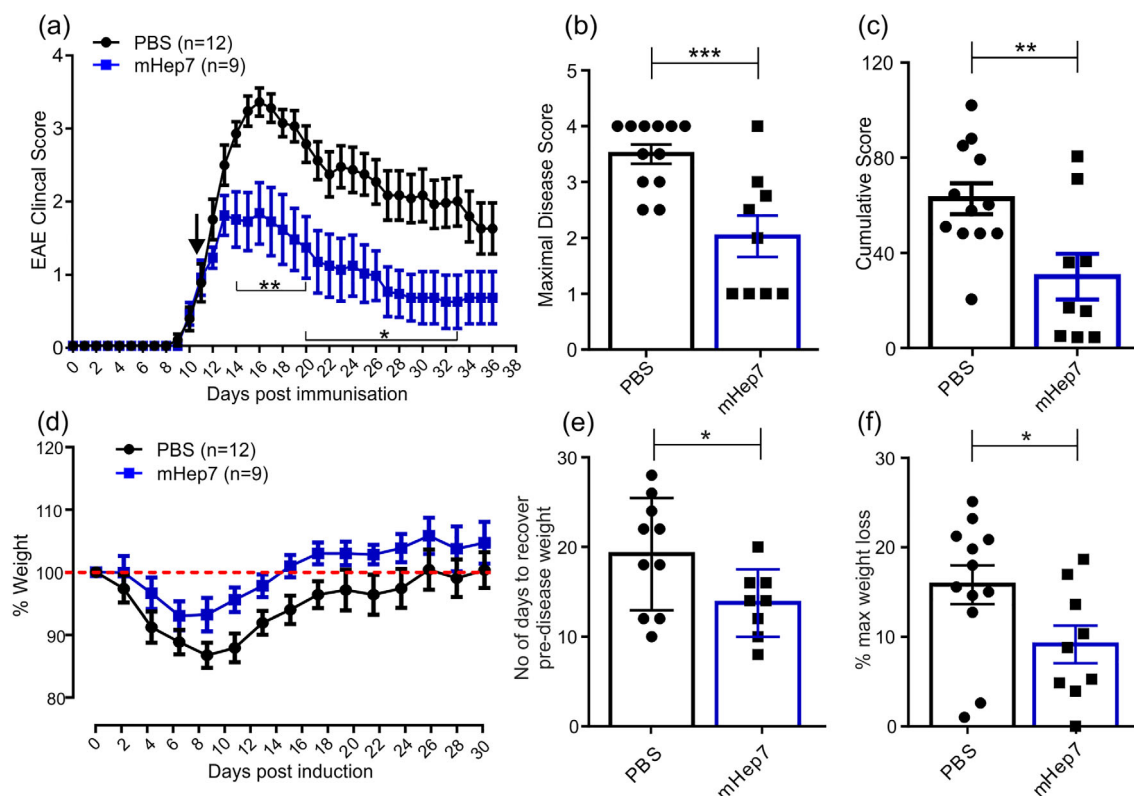 (a)
PBS (n=12)
mHep7 (n=9)
4
3
2
1
0
EAE Clincal Score
**
*
0 2 4 6 8 10 12 14 16 18 20 22 24 26 28 30 32 34 36 38
Days post immunisation
(b)
***
5
4
3
2
1
0
Maximal Disease Score
PBS
mHep7
(c)
**
120
80
40
0
Cumulative Score
PBS
mHep7
(d)
PBS (n=12)
mHep7 (n=9)
120
110
100
90
80
% Weight
0 2 4 6 8 10 12 14 16 18 20 22 24 26 28 30
Days post induction
(e)
*
30
20
10
0
No of days to recover
pre-disease weight
PBS
mHep7
(f)
*
30
20
10
0
% max weight loss
PBS
mHep7